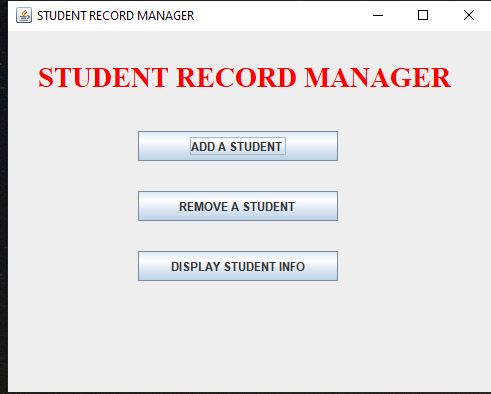 STUDENT RECORD MANAGER
STUDENT RECORD MANAGER
ADD A STUDENT
REMOVE A STUDENT
DISPLAY STUDENT INFO